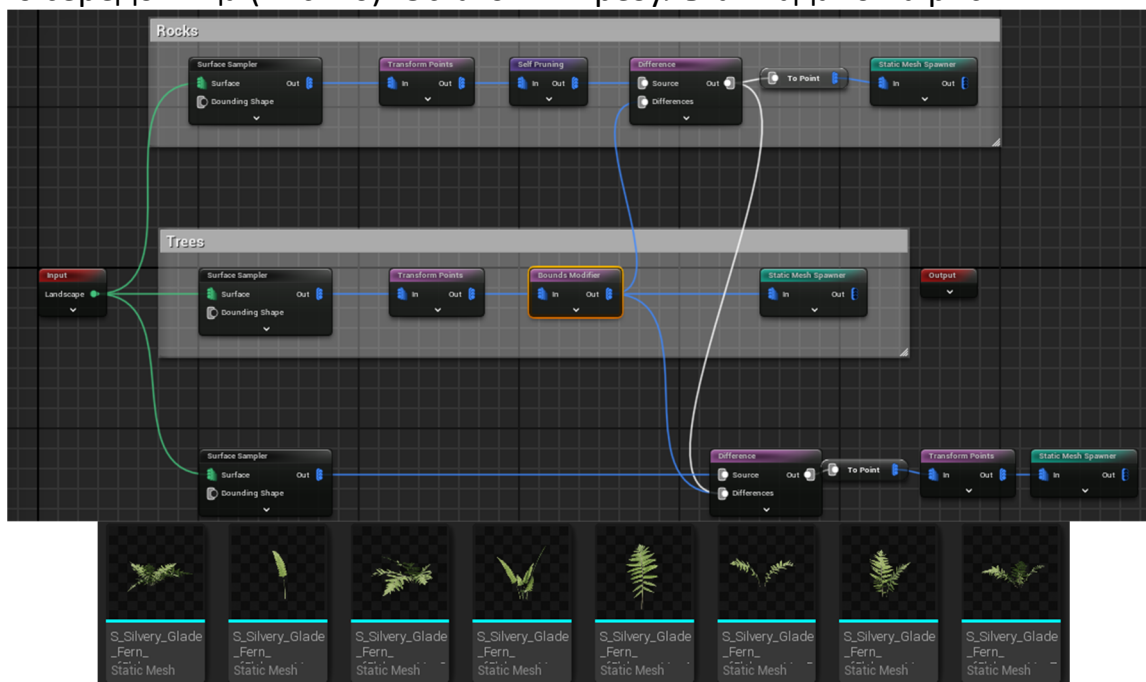 Rocks
Surface Sampler
Surface Out
Bounding Shape
Transform Points
In Out
Self Pruning
In Out
Difference
Source Out
Differences
To Point
Static Mesh Spawner
In Out
Trees
Input
Landscape
Surface Sampler
Surface Out
Bounding Shape
Transform Points
In Out
Bounds Modifier
In Out
Static Mesh Spawner
In Out
Output
Surface Sampler
Surface Out
Bounding Shape
Difference
Source Out
Differences
To Point
Transform Points
In Out
Static Mesh Spawner
In Out
S_Silvery_Glade
_Fern_
Static Mesh
S_Silvery_Glade
_Fern_
Static Mesh
S_Silvery_Glade
_Fern_
Static Mesh
S_Silvery_Glade
_Fern_
Static Mesh
S_Silvery_Glade
_Fern_
Static Mesh
S_Silvery_Glade
_Fern_
Static Mesh
S_Silvery_Glade
_Fern_
Static Mesh
S_Silvery_Glade
_Fern_
Static Mesh